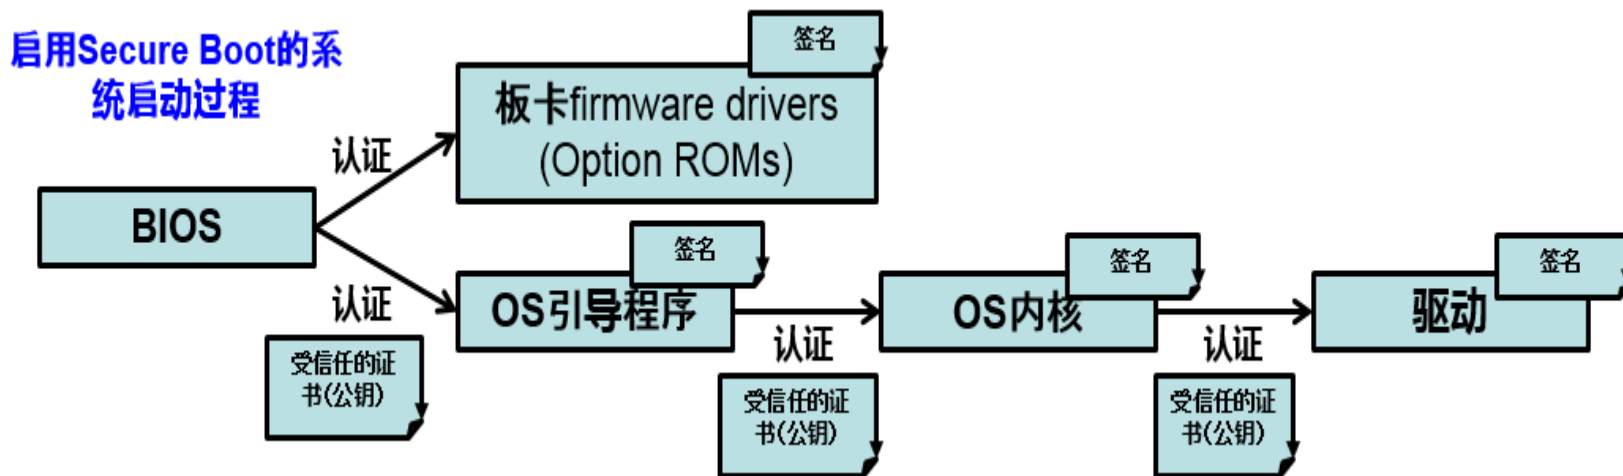 启用Secure Boot的系
统启动过程
签名
板卡firmware drivers
(Option ROMs)
认证
BIOS
认证
签名
OS引导程序
签名
OS内核
签名
驱动
认证
认证
受信任的证
书(公钥)
受信任的证
书(公钥)
受信任的证
书(公钥)